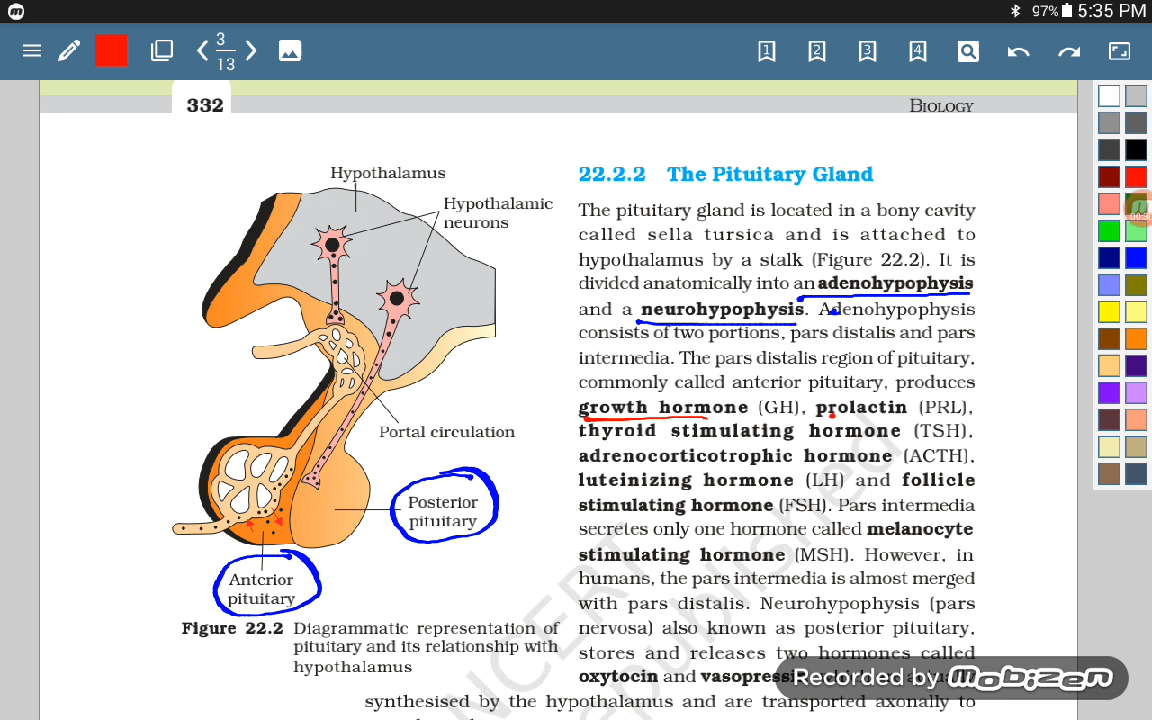 97% 5:35 PM
3
13
1 2 3 4
332
BIOLOGY
Hypothalamus
Hypothalamic
neurons
Portal circulation
Posterior
pituitary
Anterior
pituitary
Figure 22.2 Diagrammatic representation of
pituitary and its relationship with
hypothalamus
22.2.2 The Pituitary Gland
The pituitary gland is located in a bony cavity
called sella tursica and is attached to
hypothalamus by a stalk (Figure 22.2). It is
divided anatomically into an adenohypophysis
and a neurohypophysis. Adenohypophysis
consists of two portions, pars distalis and pars
intermedia. The pars distalis region of pituitary,
commonly called anterior pituitary, produces
growth hormone (GH), prolactin (PRL),
thyroid stimulating hormone (TSH),
adrenocorticotrophic hormone (ACTH),
luteinizing hormone (LH) and follicle
stimulating hormone (FSH). Pars intermedia
secretes only one hormone called melanocyte
stimulating hormone (MSH). However, in
humans, the pars intermedia is almost merged
with pars distalis. Neurohypophysis (pars
nervosa) also known as posterior pituitary,
stores and releases two hormones called
oxytocin and
synthesised by the hypothalamus and are transported axonally to
NCERT
published
Recorded by Mobizen